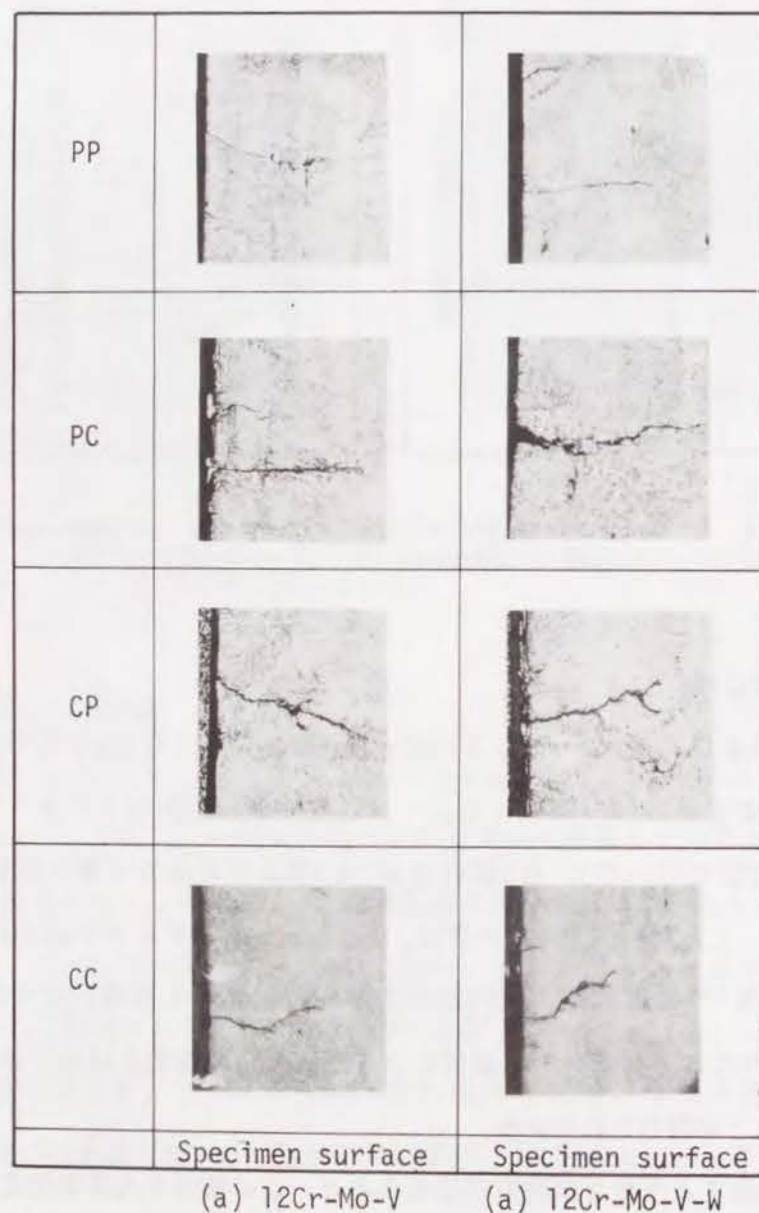 PP
PC
CP
CC
Specimen surface Specimen surface
(a) 12Cr-Mo-V (a) 12Cr-Mo-V-W